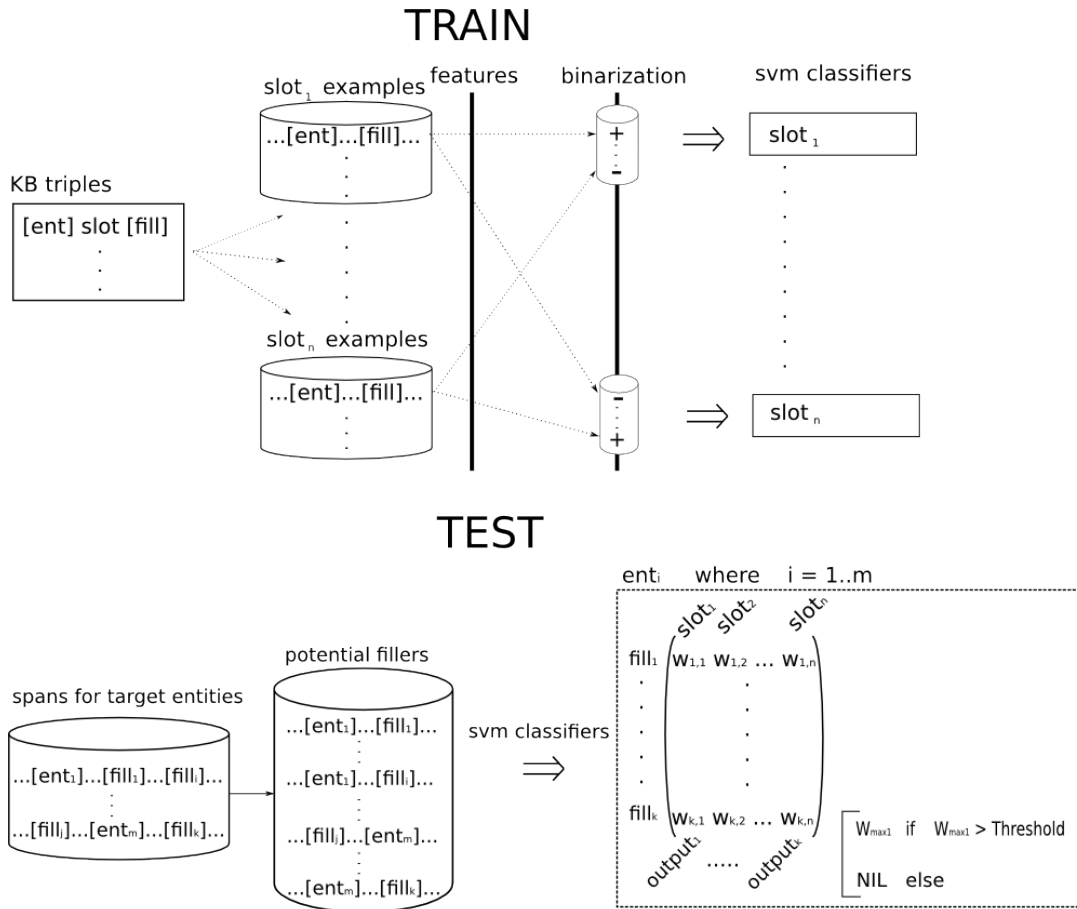 TRAIN
features
binarization
svm classifiers
slot1 examples
...[ent]...[fill]...
+
-
slot 1
KB triples
[ent] slot [fill]
slotn examples
...[ent]...[fill]...
-
+
slot n
TEST
enti where i = 1..m
slot1 slot2 slotn
potential fillers
fill1 w1,1 w1,2 ... w1,n
spans for target entities
...[ent1]...[fill1]...
svm classifiers
...[ent1]...[fill1]...[filli]...
...[ent1]...[filli]...
...[fillj]...[entm]...[fillk]...
...[fillj]...[entm]...
...[entm]...[fillk]...
fillk wk,1 wk,2 ... wk,n
output1 ..... outputk
Wmax1 if Wmax1 > Threshold
NIL else